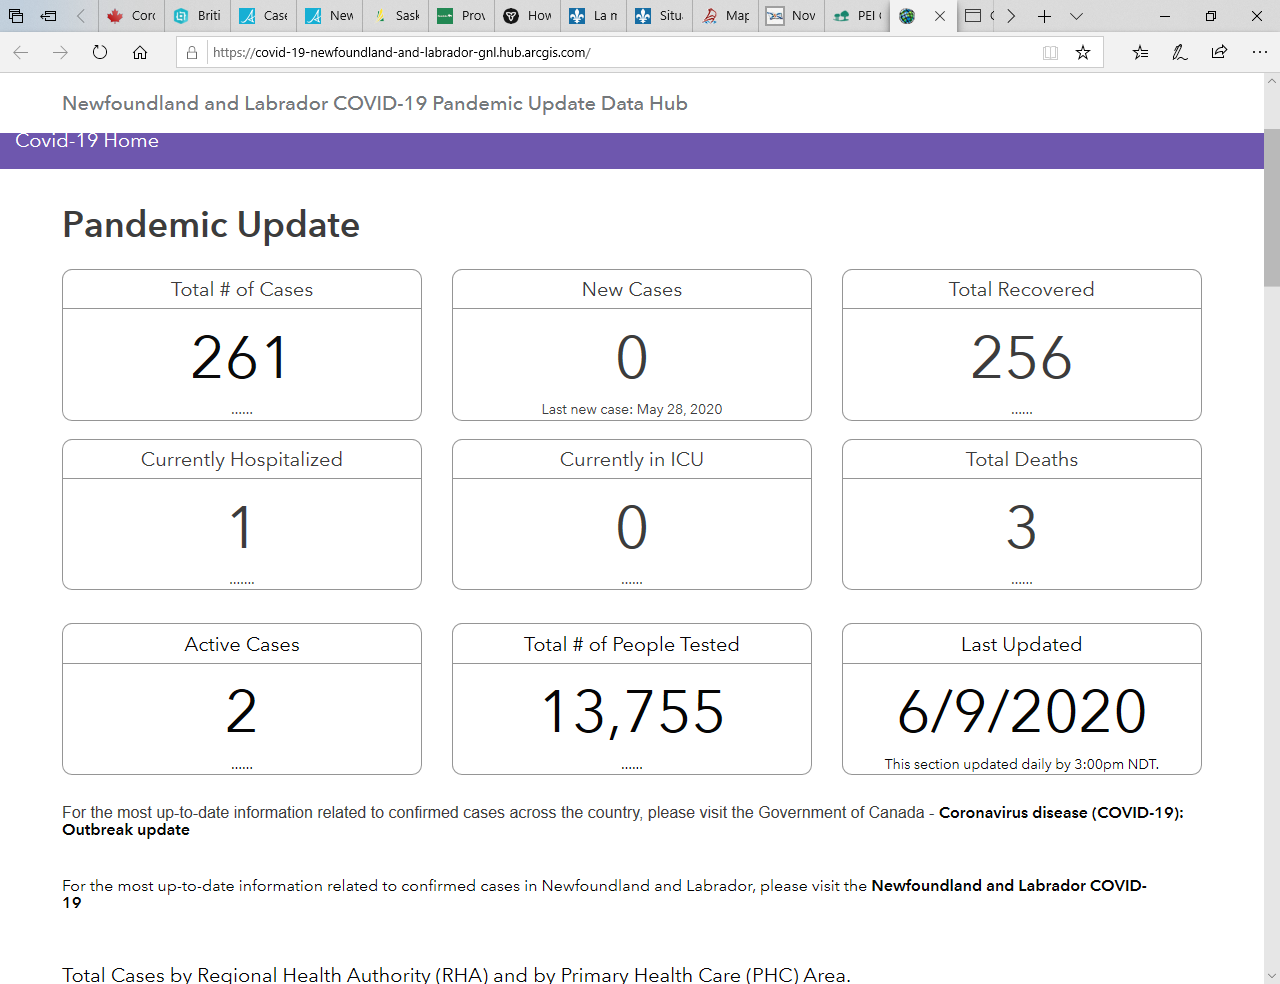 Cord
Briti
Case
New
Sask
Prov
How
La n
Situ
Map
Nov
PEI
https://covid-19-newfoundland-and-labrador-gnl.hub.arcgis.com/
Newfoundland and Labrador COVID-19 Pandemic Update Data Hub
Covid-19 Home
Pandemic Update
Total # of Cases
261
......
New Cases
0
Last new case: May 28, 2020
Total Recovered
256
......
Currently Hospitalized
1
.......
Currently in ICU
0
......
Total Deaths
3
......
Active Cases
2
......
Total # of People Tested
13,755
......
Last Updated
6/9/2020
This section updated daily by 3:00pm NDT.
For the most up-to-date information related to confirmed cases across the country, please visit the Government of Canada - Coronavirus disease (COVID-19):
Outbreak update
For the most up-to-date information related to confirmed cases in Newfoundland and Labrador, please visit the Newfoundland and Labrador COVID-
19
Total Cases by Regional Health Authority (RHA) and by Primary Health Care (PHC) Area.